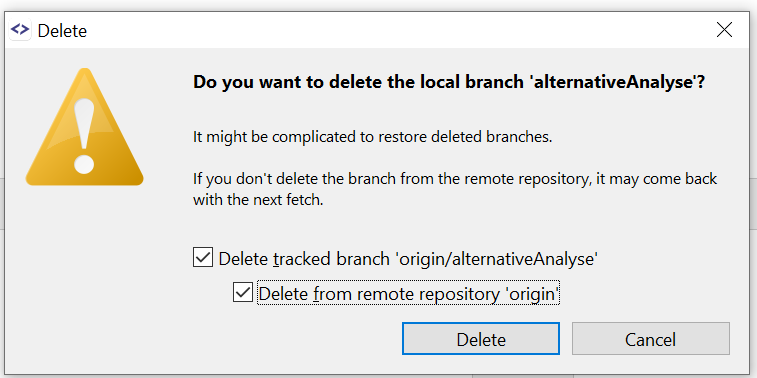 Delete
Do you want to delete the local branch 'alternativeAnalyse'?
It might be complicated to restore deleted branches.
If you don't delete the branch from the remote repository, it may come back
with the next fetch.
Delete tracked branch 'origin/alternativeAnalyse'
Delete from remote repository 'origin'
Delete
Cancel